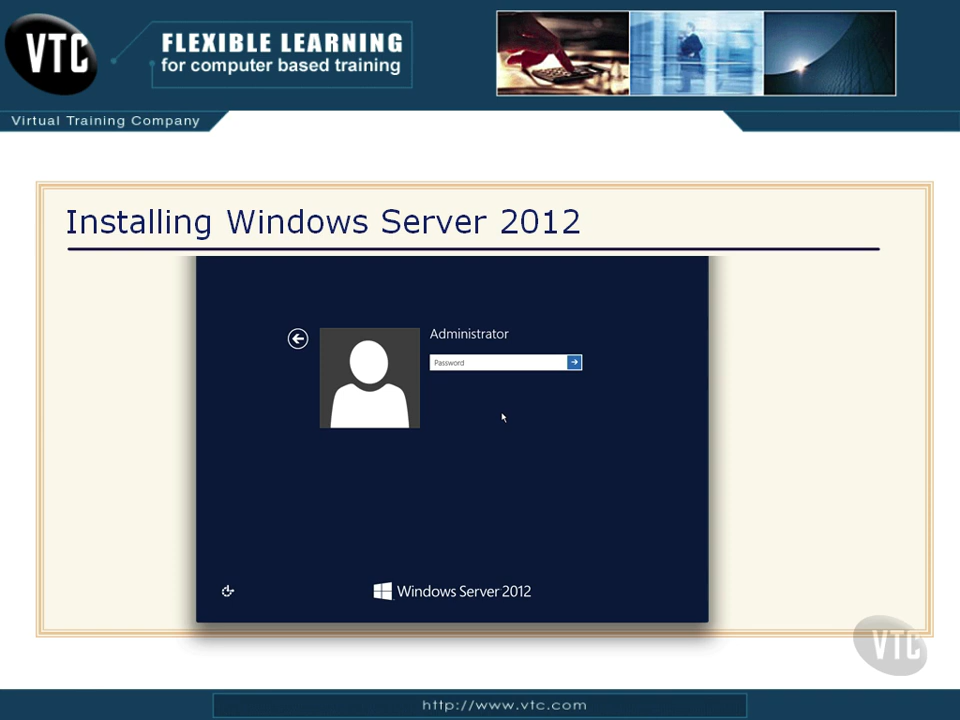 VTC
FLEXIBLE LEARNING
for computer based training
Virtual Training Company
Installing Windows Server 2012
Administrator
Password
Windows Server 2012
VTC
http://www.vtc.com